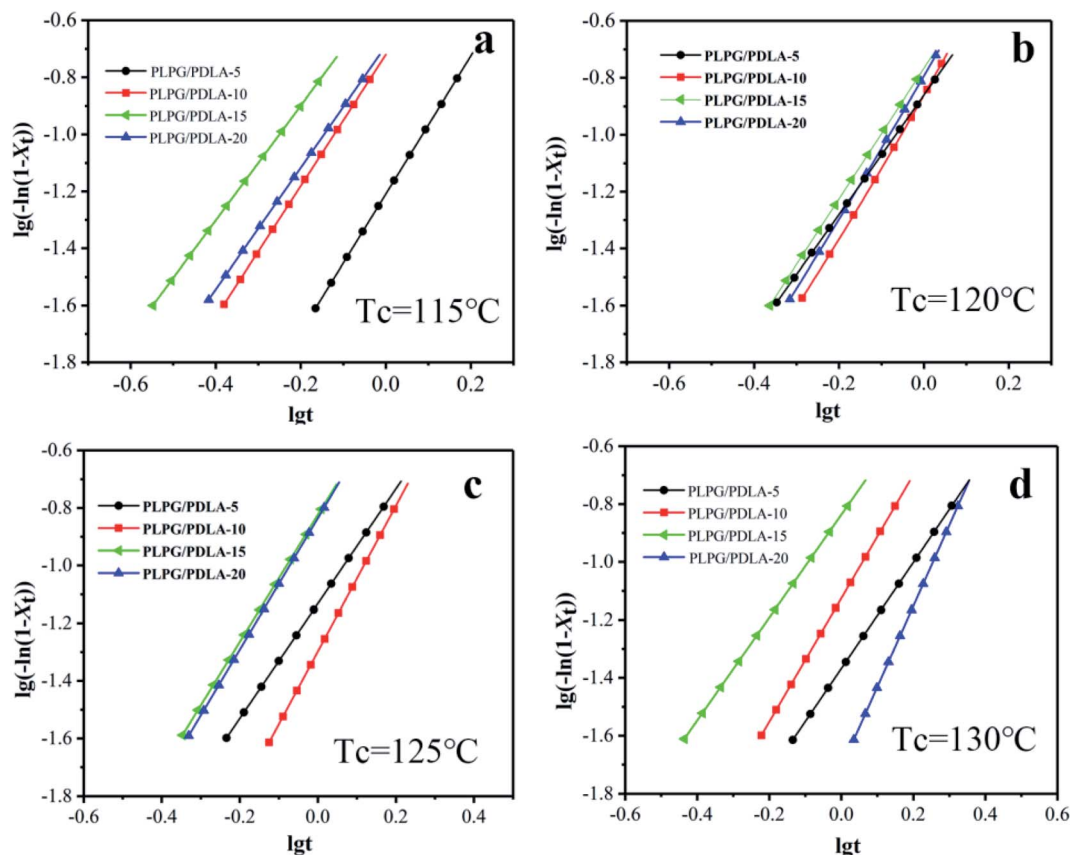 a
PLPG/PDLA-5
PLPG/PDLA-10
PLPG/PDLA-15
PLPG/PDLA-20
Tc=115℃
lg(-ln(1-Xt))
-0.6
-0.8
-1.0
-1.2
-1.4
-1.6
-1.8
-0.6 -0.4 -0.2 0.0 0.2
lgt
b
PLPG/PDLA-5
PLPG/PDLA-10
PLPG/PDLA-15
PLPG/PDLA-20
Tc=120℃
lg(-ln(1-Xt))
-0.6
-0.8
-1.0
-1.2
-1.4
-1.6
-1.8
-0.6 -0.4 -0.2 0.0 0.2
lgt
c
PLPG/PDLA-5
PLPG/PDLA-10
PLPG/PDLA-15
PLPG/PDLA-20
Tc=125℃
lg(-ln(1-Xt))
-0.6
-0.8
-1.0
-1.2
-1.4
-1.6
-1.8
-0.4 -0.2 0.0 0.2 0.4
lgt
d
PLPG/PDLA-5
PLPG/PDLA-10
PLPG/PDLA-15
PLPG/PDLA-20
Tc=130℃
lg(-ln(1-Xt))
-0.6
-0.8
-1.0
-1.2
-1.4
-1.6
-1.8
-0.6 -0.4 -0.2 0.0 0.2 0.4 0.6
lgt